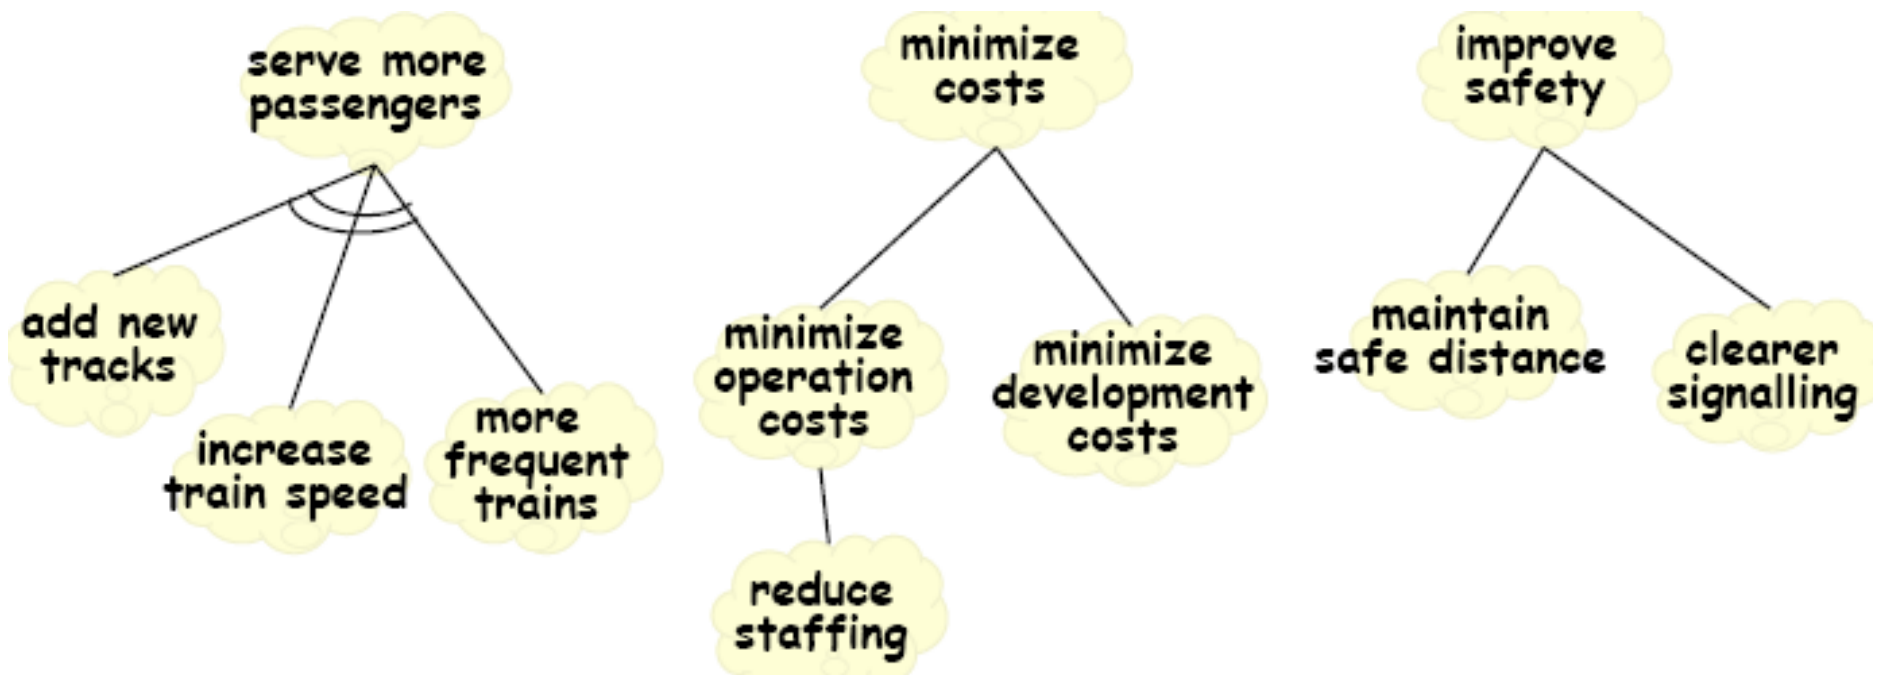 serve more
passengers
minimize
costs
improve
safety
add new
tracks
increase
train speed
more
frequent
trains
minimize
operation
costs
minimize
development
costs
maintain
safe distance
clearer
signalling
reduce
staffing